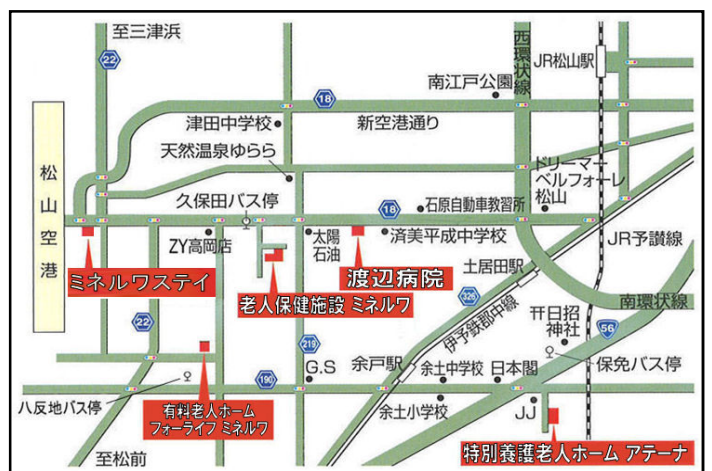 至三津浜
22
18
西環状線
JR松山駅
南江戸公園
津田中学校
新空港通り
天然温泉ゆらら
ドリーマー
ベルフォーレ
松山
松山空港
久保田バス停
18
石原自動車教習所
ZY高岡店
太陽
石油
済美平成中学校
JR予讃線
ミネルワステイ
老人保健施設 ミネルワ
渡辺病院
土居田駅
326
伊予鉄郡中線
南環状線
22
219
日招
神社
56
G.S
余戸駅
余土中学校
日本閣
保免バス停
190
八反地バス停
有料老人ホーム
フォーライフ ミネルワ
余土小学校
JJ
至松前
特別養護老人ホーム アテーナ